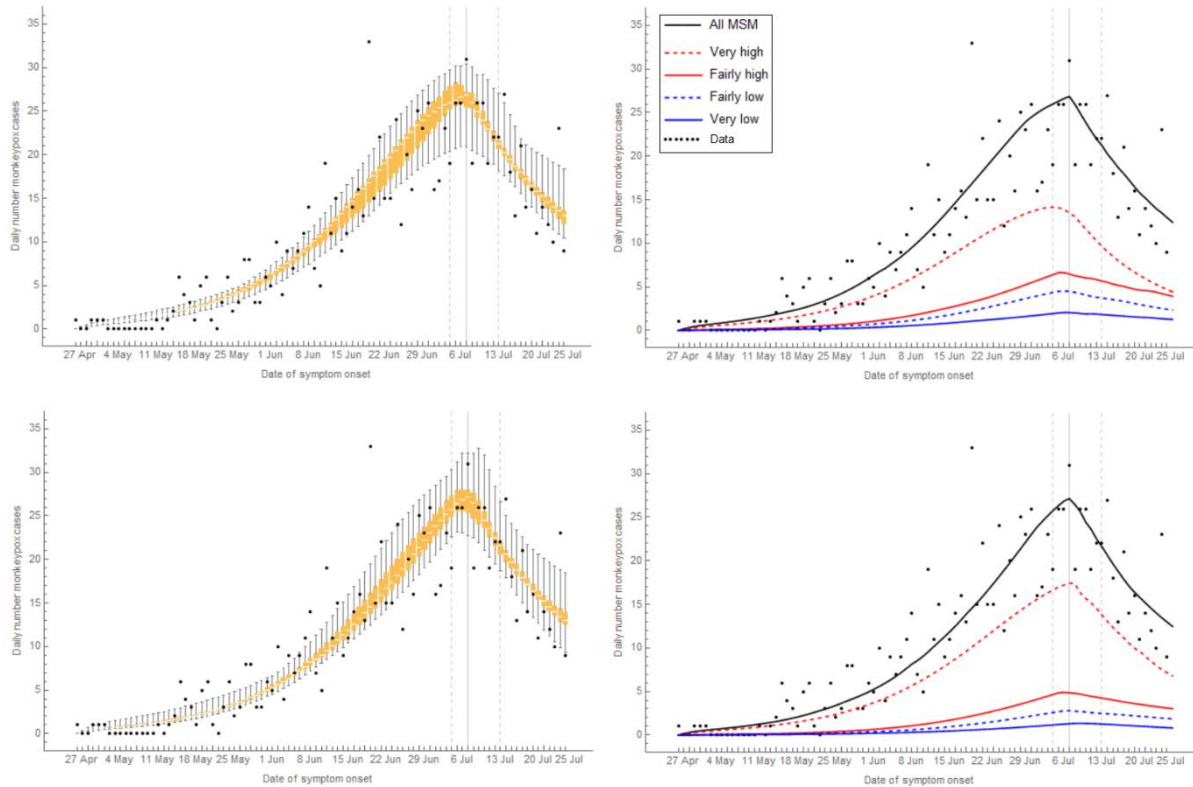 35
30
25
20
15
10
5
0
Daily number monkeypox cases
27 Apr 4 May 11 May 18 May 25 May 1 Jun 8 Jun 15 Jun 22 Jun 29 Jun 6 Jul 13 Jul 20 Jul 25 Jul
Date of symptom onset
All MSM
Very high
Fairly high
Fairly low
Very low
Data
35
30
25
20
15
10
5
0
Daily number monkeypox cases
27 Apr 4 May 11 May 18 May 25 May 1 Jun 8 Jun 15 Jun 22 Jun 29 Jun 6 Jul 13 Jul 20 Jul 25 Jul
Date of symptom onset
35
30
25
20
15
10
5
0
Daily number monkeypox cases
27 Apr 4 May 11 May 18 May 25 May 1 Jun 8 Jun 15 Jun 22 Jun 29 Jun 6 Jul 13 Jul 20 Jul 25 Jul
Date of symptom onset
35
30
25
20
15
10
5
0
Daily number monkeypox cases
27 Apr 4 May 11 May 18 May 25 May 1 Jun 8 Jun 15 Jun 22 Jun 29 Jun 6 Jul 13 Jul 20 Jul 25 Jul
Date of symptom onset